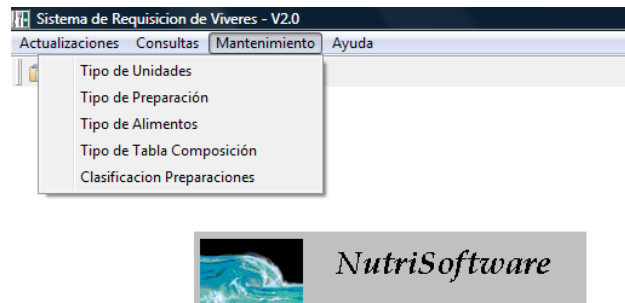 Sistema de Requisicion de Viveres - V2.0
Actualizaciones Consultas Mantenimiento Ayuda
Tipo de Unidades
Tipo de Preparación
Tipo de Alimentos
Tipo de Tabla Composición
Clasificacion Preparaciones
NutriSoftware